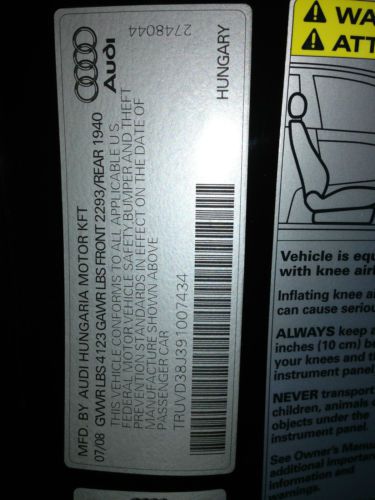 Audi
2748044
MFD. BY AUDI HUNGARIA MOTOR KFT
07/08 GVWR LBS 4123 GAWR LBS FRONT 2293/REAR 1940
THIS VEHICLE CONFORMS TO ALL APPLICABLE U.S.
FEDERAL MOTOR VEHICLE SAFETY, BUMPER AND THEFT
PREVENTION STANDARDS IN EFFECT ON THE DATE OF
MANUFACTURE SHOWN ABOVE
PASSENGER CAR
HUNGARY
TRUVD38J391007434
WA
ATT
Vehicle is equ
with knee airb
Inflating knee a
can cause seriou
ALWAYS keep a
inches (10 cm) be
your knees and th
instrument panel
NEVER transport
children, animals o
objects under the
instrument panel.
See Owner's Manu
additional important
information and
warnings.
Audi